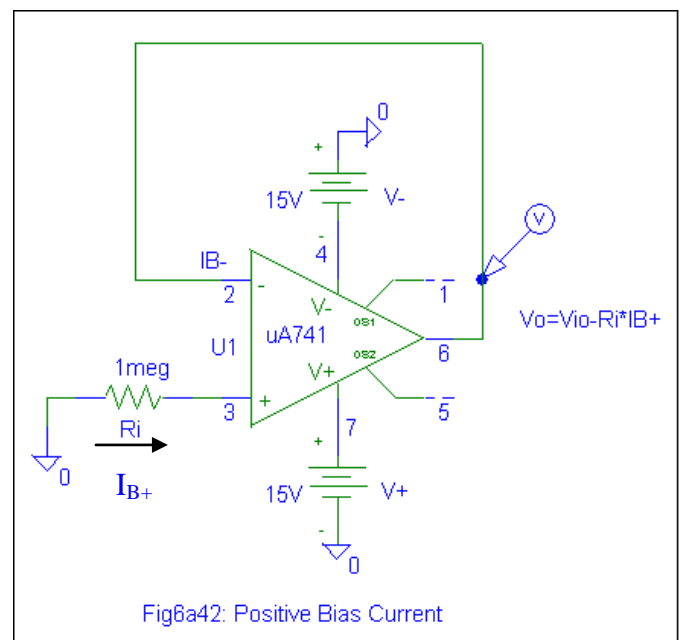 0
+
15V V-
-
4
IB-
2
-
V-
OS1
1
V
Vo=Vio-Ri*IB+
U1
uA741
6
OS2
1meg
V+
3
+
5
Ri
7
0
+
IB+
15V V+
-
0
Fig6a42: Positive Bias Current